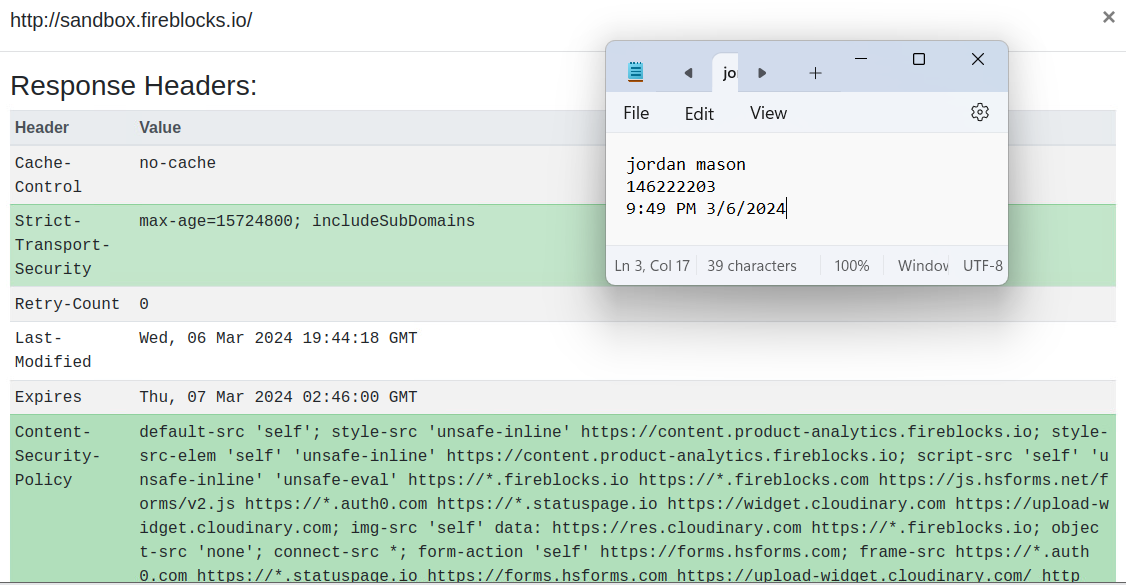 http://sandbox.fireblocks.io/
×
Response Headers:
Header Value
Cache-
Control
no-cache
Strict-
Transport-
Security
max-age=15724800; includeSubDomains
Retry-Count 0
Last-
Modified
Wed, 06 Mar 2024 19:44:18 GMT
Expires Thu, 07 Mar 2024 02:46:00 GMT
Content-
Security-
Policy
default-src 'self'; style-src 'unsafe-inline' https://content.product-analytics.fireblocks.io; style-
src-elem 'self' 'unsafe-inline' https://content.product-analytics.fireblocks.io; script-src 'self' 'u
nsafe-inline' 'unsafe-eval' https://*.fireblocks.io https://*.fireblocks.com https://js.hsforms.net/f
orms/v2.js https://*.auth0.com https://*.statuspage.io https://widget.cloudinary.com https://upload-w
idget.cloudinary.com; img-src 'self' data: https://res.cloudinary.com https://*.fireblocks.io; objec
t-src 'none'; connect-src *; form-action 'self' https://forms.hsforms.com; frame-src https://*.auth
0.com https://*.statuspage.io https://forms.hsforms.com https://upload-widget.cloudinary.com/ http
jo
File Edit View
jordan mason
146222203
9:49 PM 3/6/2024
Ln 3, Col 17 39 characters 100% Window UTF-8